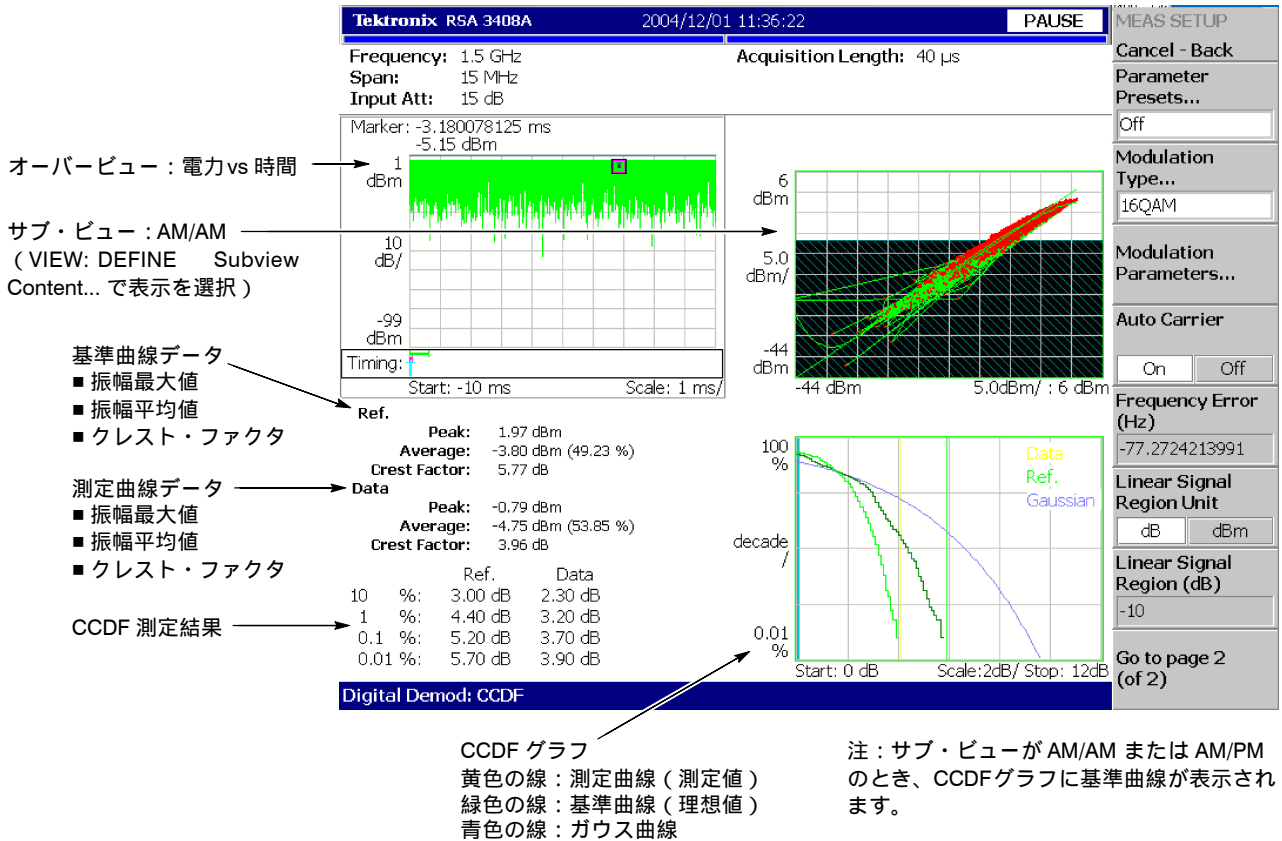 Tektronix RSA 3408A 2004/12/01 11:36:22 PAUSE
Frequency: 1.5 GHz
Span: 15 MHz
Input Att: 15 dB
Acquisition Length: 40 µs
Marker: -3.180078125 ms
-5.15 dBm
1
dBm
10
dB/
-99
dBm
Timing:
Start: -10 ms Scale: 1 ms/
6
dBm
5.0
dBm/
-44
dBm
-44 dBm 5.0dBm/ : 6 dBm
オーバービュー：電力vs 時間
サブ・ビュー：AM/AM
（VIEW: DEFINE Subview
Content... で表示を選択）
基準曲線データ
■ 振幅最大値
■ 振幅平均値
■ クレスト・ファクタ
測定曲線データ
■ 振幅最大値
■ 振幅平均値
■ クレスト・ファクタ
CCDF 測定結果
Ref.
Peak: 1.97 dBm
Average: -3.80 dBm (49.23 %)
Crest Factor: 5.77 dB
Data
Peak: -0.79 dBm
Average: -4.75 dBm (53.85 %)
Crest Factor: 3.96 dB
Ref. Data
10 %: 3.00 dB 2.30 dB
1 %: 4.40 dB 3.20 dB
0.1 %: 5.20 dB 3.70 dB
0.01 %: 5.70 dB 3.90 dB
100
%
decade
/
0.01
%
Data
Ref.
Gaussian
Start: 0 dB Scale:2dB/ Stop: 12dB
Digital Demod: CCDF
MEAS SETUP
Cancel - Back
Parameter
Presets...
Off
Modulation
Type...
16QAM
Modulation
Parameters...
Auto Carrier
On Off
Frequency Error
(Hz)
-77.2724213991
Linear Signal
Region Unit
dB dBm
Linear Signal
Region (dB)
-10
Go to page 2
(of 2)
CCDF グラフ
黄色の線：測定曲線（測定値）
緑色の線：基準曲線（理想値）
青色の線：ガウス曲線
注：サブ・ビューが AM/AM または AM/PM
のとき、CCDFグラフに基準曲線が表示され
ます。